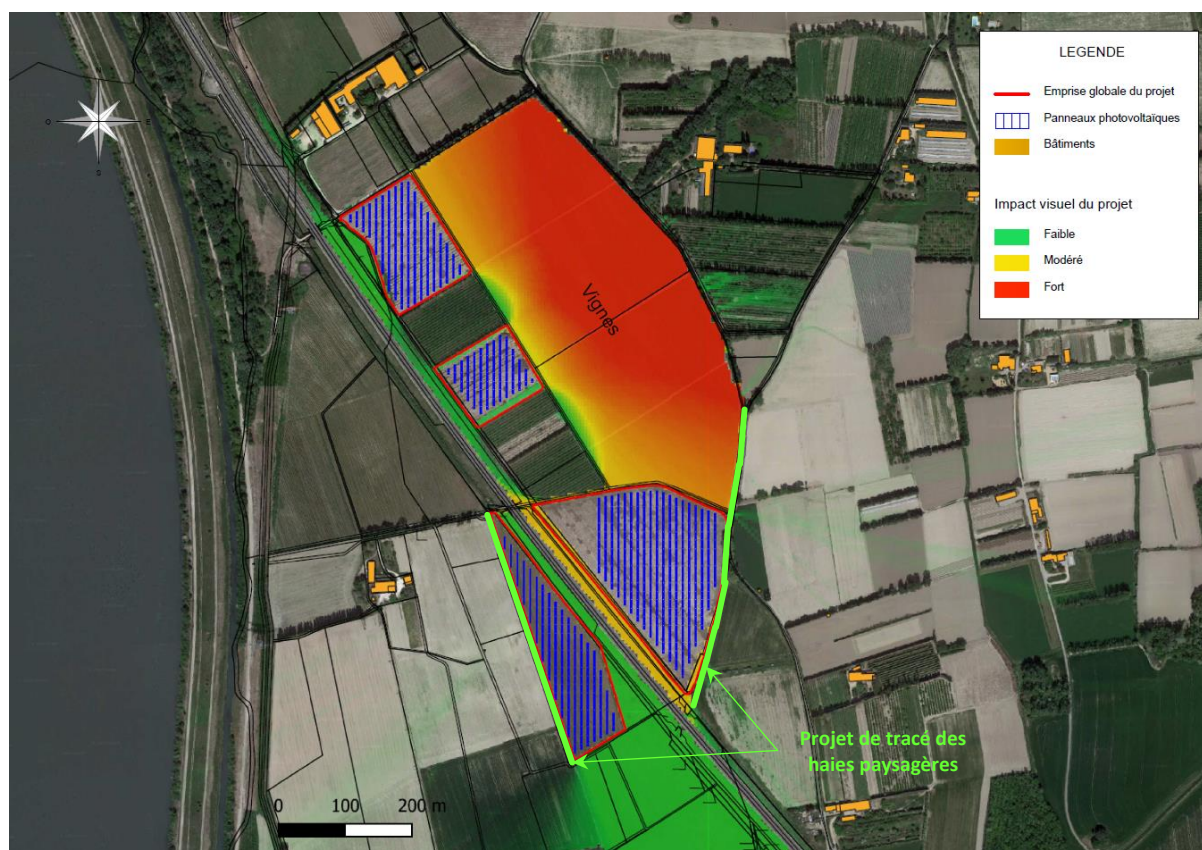 LEGENDE
Emprise globale du projet
Panneaux photovoltaïques
Bâtiments
Impact visuel du projet
Faible
Modéré
Fort
O
E
S
Vignes
Projet de tracé des
haies paysagères
0 100 200 m